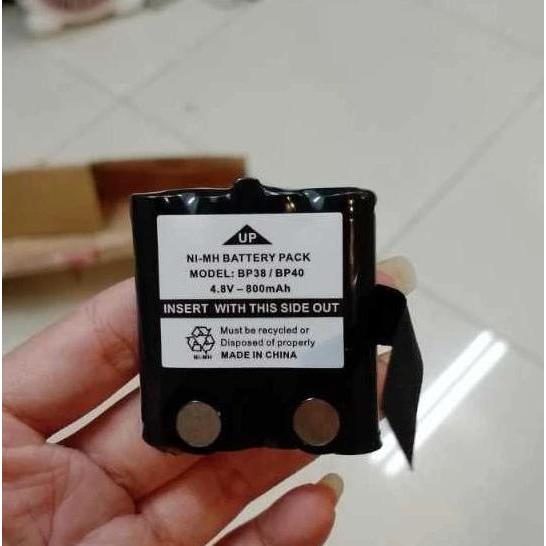 UP
NI-MH BATTERY PACK
MODEL: BP38 / BP40
4.8V – 800mAh
INSERT WITH THIS SIDE OUT
Must be recycled or
Disposed of properly
NI-MH MADE IN CHINA